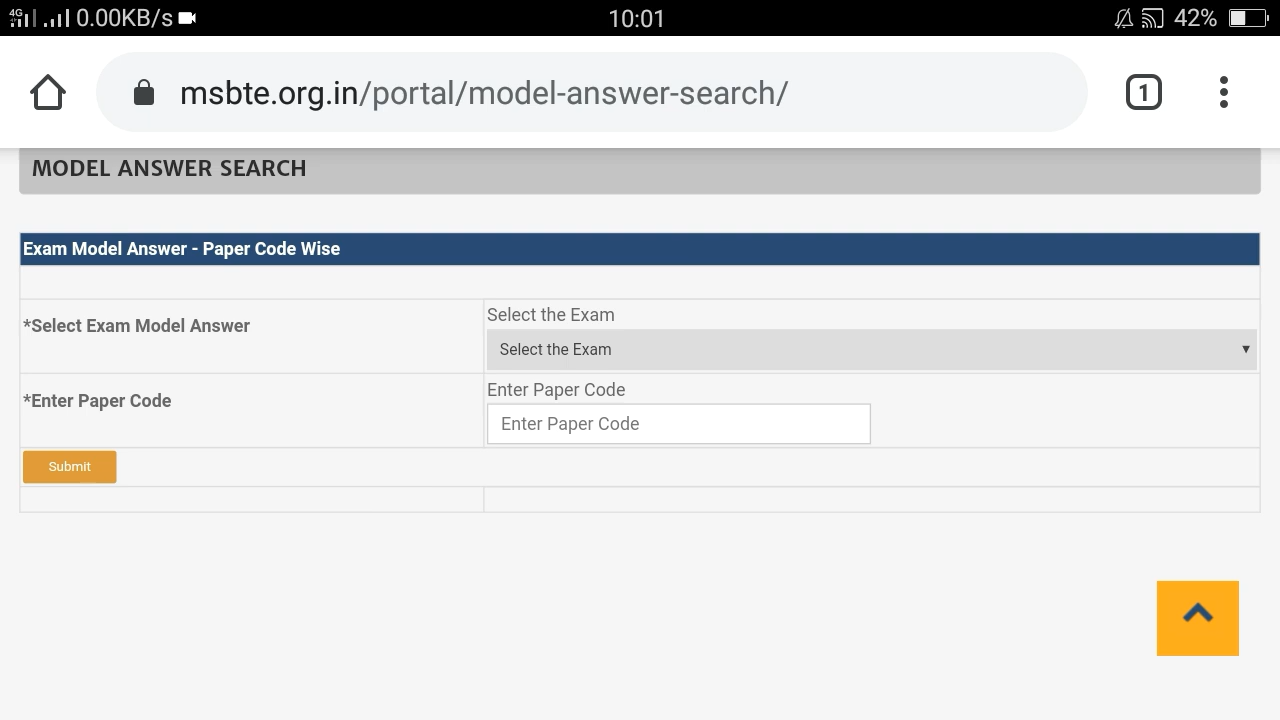 4G 0.00KB/s 10:01 42%
msbte.org.in/portal/model-answer-search/ 1
MODEL ANSWER SEARCH
Exam Model Answer - Paper Code Wise
*Select Exam Model Answer
Select the Exam
Select the Exam
*Enter Paper Code
Enter Paper Code
Enter Paper Code
Submit